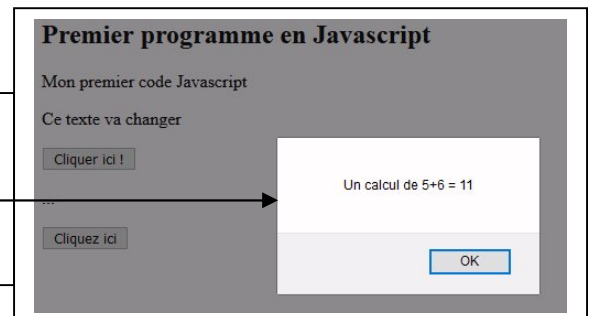 Premier programme en Javascript
Mon premier code Javascript
Ce texte va changer
Cliquer ici !
...
Cliquez ici
Un calcul de 5+6 = 11
OK